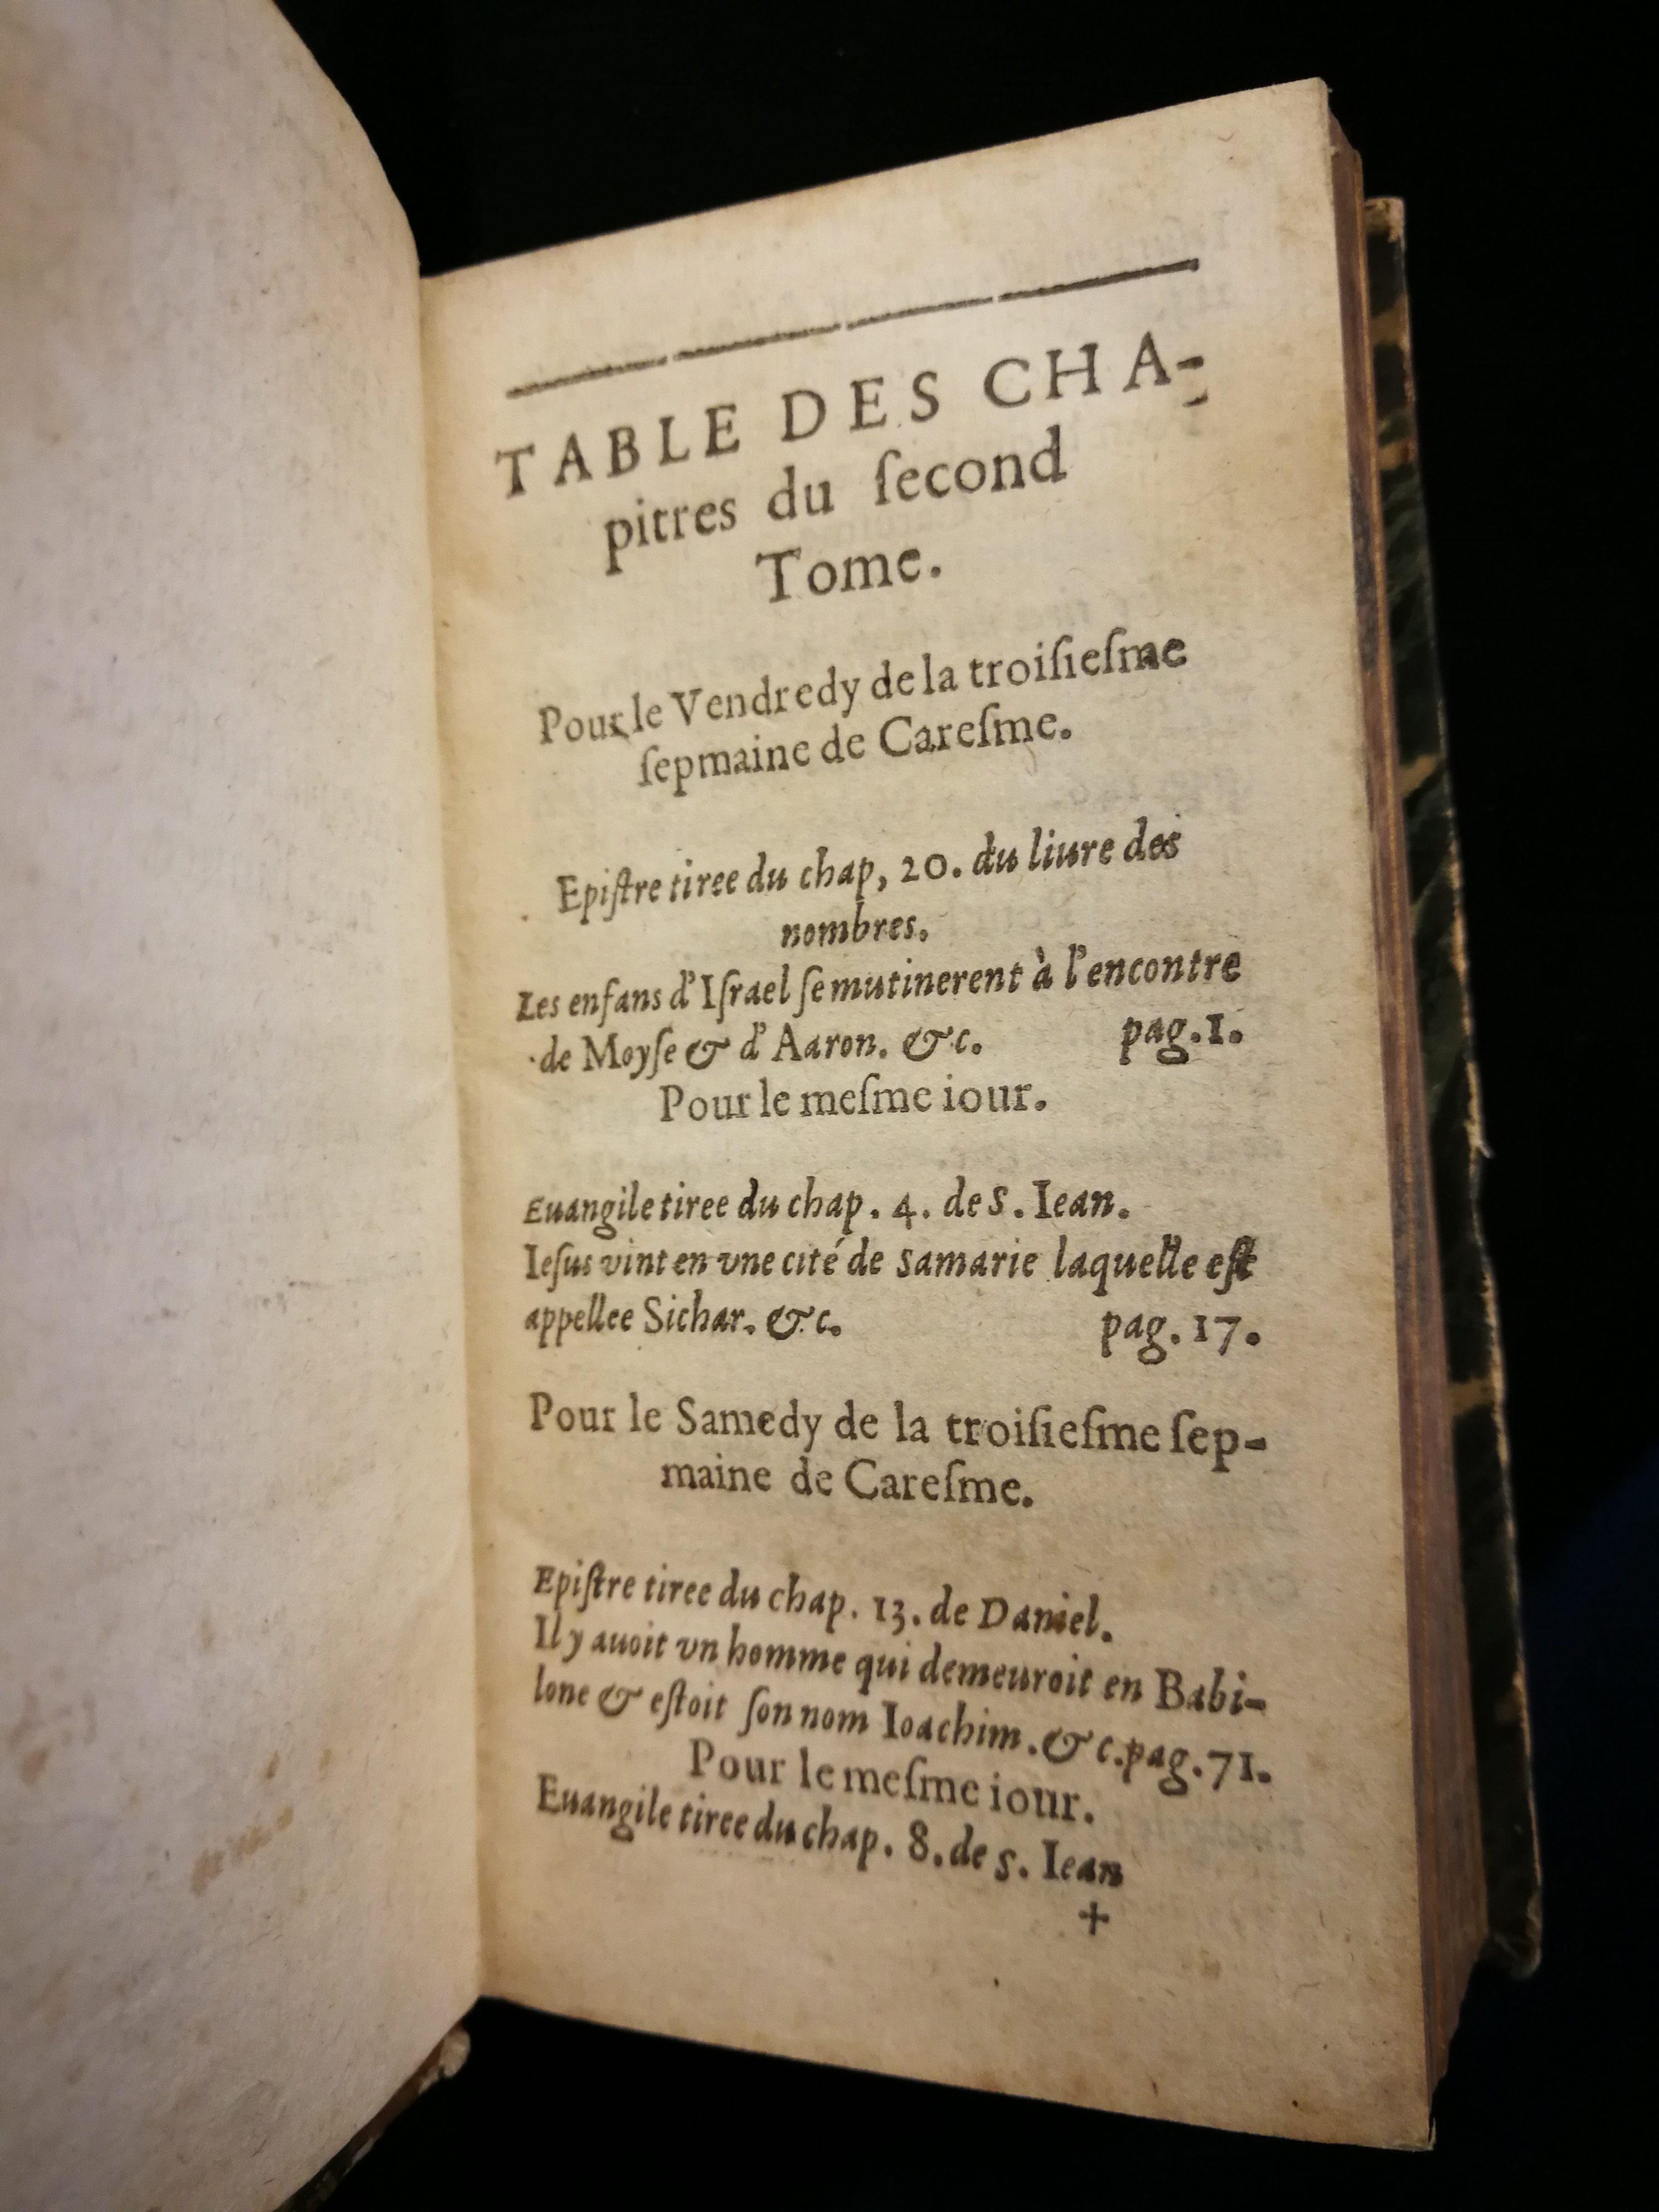 TABLE DES CHA-
pitres du ſecond
Tome.
Pour le Vendredy de la troiſieſme
ſepmaine de Careſme.
Epiſtre tiree du chap, 20. du liure des
nombres.
Les enfans d'Iſrael ſe mutinerent à l'encontre
de Moyſe & d'Aaron. &c. pag. 1.
Pour le meſme iour.
Euangile tiree du chap. 4. de S. Iean.
Ieſus vint en vne cité de Samarie laquelle eſt
appellee Sichar. &c. pag. 17.
Pour le Samedy de la troiſieſme ſep-
maine de Careſme.
Epiſtre tiree du chap. 13. de Daniel.
Il y auoit vn homme qui demeuroit en Babi-
lone & eſtoit ſon nom Ioachim. &c. pag. 71.
Pour le meſme iour.
Euangile tiree du chap. 8. de S. Iean
+